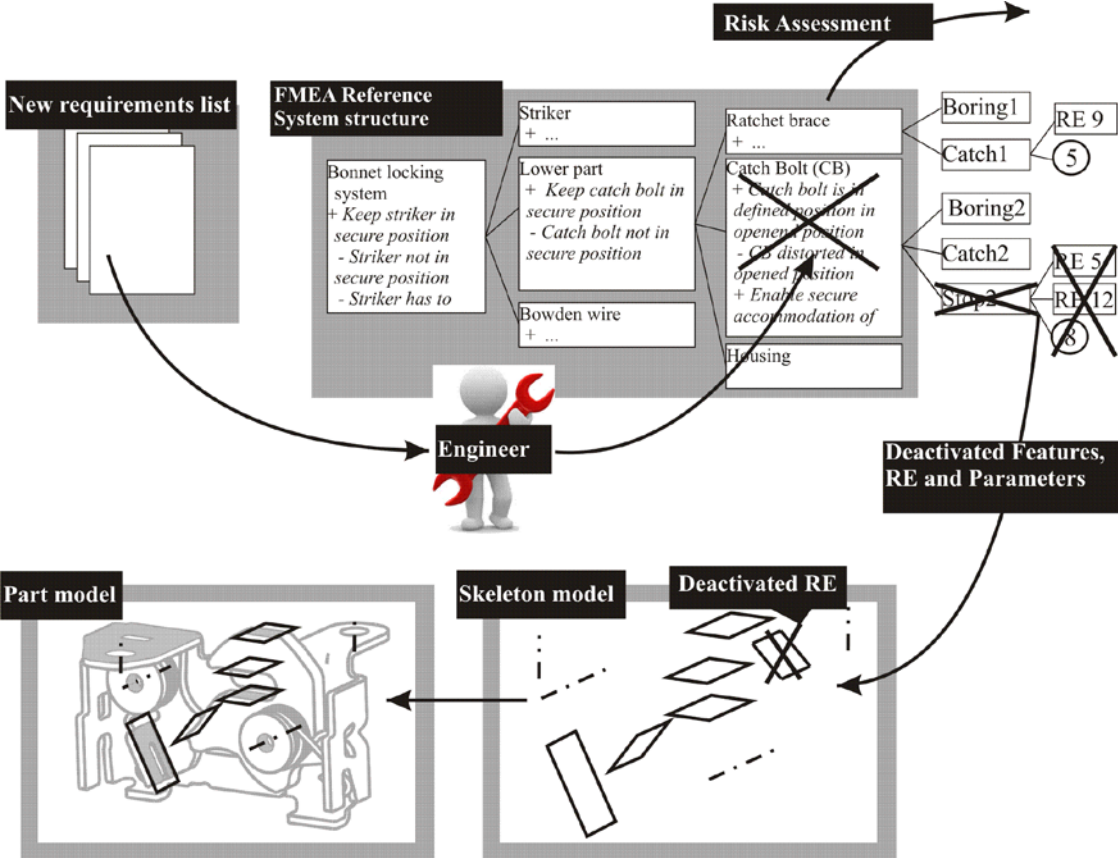 Risk Assessment
New requirements list
FMEA Reference
System structure
Bonnet locking
system
+ Keep striker in
secure position
- Striker not in
secure position
- Striker has to
Striker
+ ...
Lower part
+ Keep catch bolt in
secure position
- Catch bolt not in
secure position
Bowden wire
+ ...
Ratchet brace
+ ...
Catch Bolt (CB)
+ Catch bolt is in
defined position in
openend position
- CB distorted in
opened position
+ Enable secure
accommodation of
Housing
Boring1
Catch1
RE 9
5
Boring2
Catch2
Stop2
RE 5
RE 12
8
Engineer
Deactivated Features,
RE and Parameters
Part model
Skeleton model
Deactivated RE